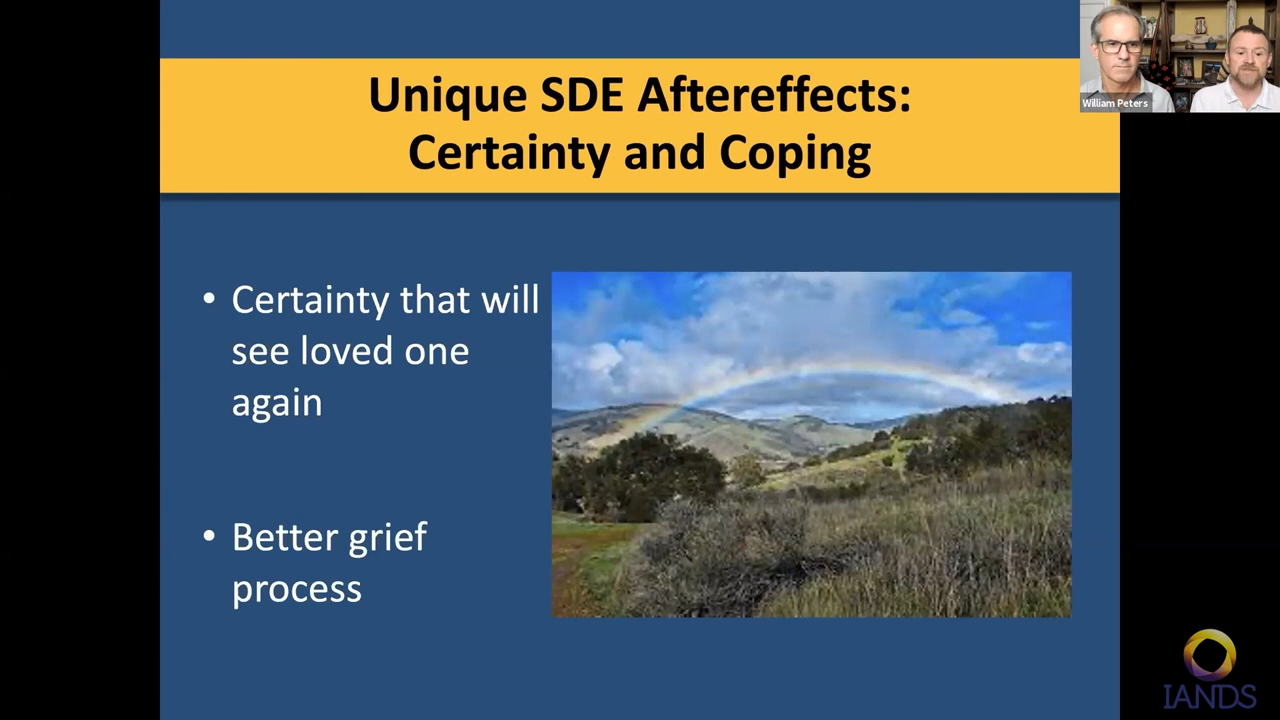 Unique SDE Aftereffects:
Certainty and Coping
William Peters
• Certainty that will
see loved one
again
• Better grief
process
IANDS